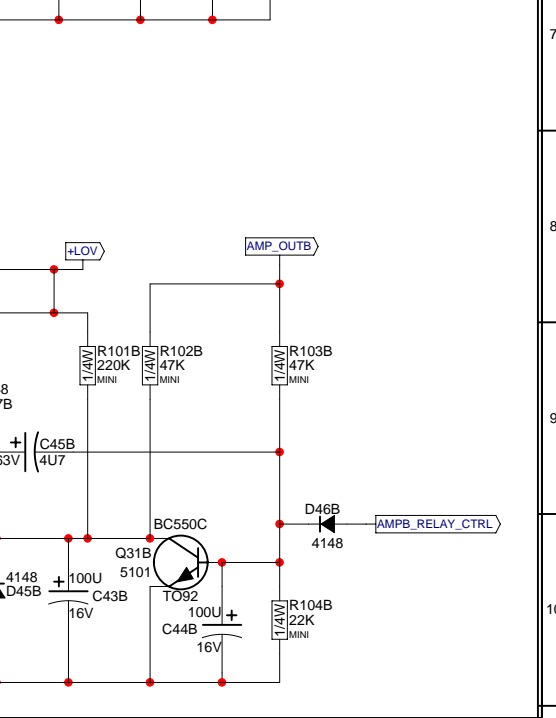 7
8
+LOV
AMP_OUTB
1/4W
R101B
220K
MINI
1/4W
R102B
47K
MINI
1/4W
R103B
47K
MINI
8
7B
9
+
C45B
63V
4U7
D46B
4148
AMPB_RELAY_CTRL
BC550C
Q31B
5101
TO92
4148
D45B
+
100U
C43B
16V
100U
+
C44B
16V
1/4W
R104B
22K
MINI
10